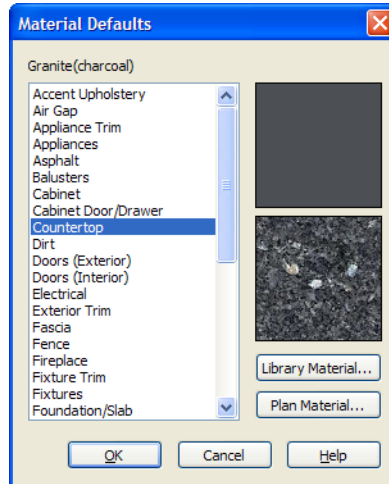 Material Defaults
Granite(charcoal)
Accent Upholstery
Air Gap
Appliance Trim
Appliances
Asphalt
Balusters
Cabinet
Cabinet Door/Drawer
Countertop
Dirt
Doors (Exterior)
Doors (Interior)
Electrical
Exterior Trim
Fascia
Fence
Fireplace
Fixture Trim
Fixtures
Foundation/Slab
Library Material...
Plan Material...
OK Cancel Help